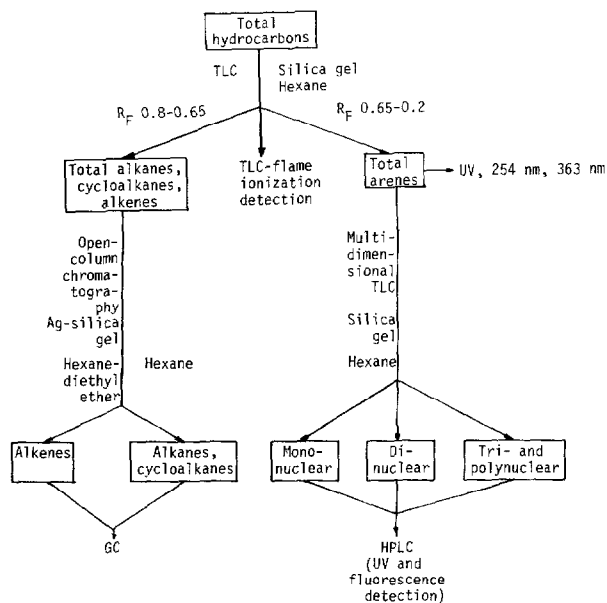 Total
hydrocarbons
TLC
Silica gel
Hexane
R_F 0.8-0.65
R_F 0.65-0.2
Total alkanes,
cycloalkanes,
alkenes
TLC-flame
ionization
detection
Total
arenes
UV, 254 nm, 363 nm
Open-
column
chroma-
togra-
phy
Ag-silica
gel
Hexane-
diethyl
ether
Hexane
Multi-
dimen-
sional
TLC
Silica
gel
Hexane
Alkenes
Alkanes,
cycloalkanes
Mono-
nuclear
Di-
nuclear
Tri- and
polynuclear
GC
HPLC
(UV and
fluorescence
detection)